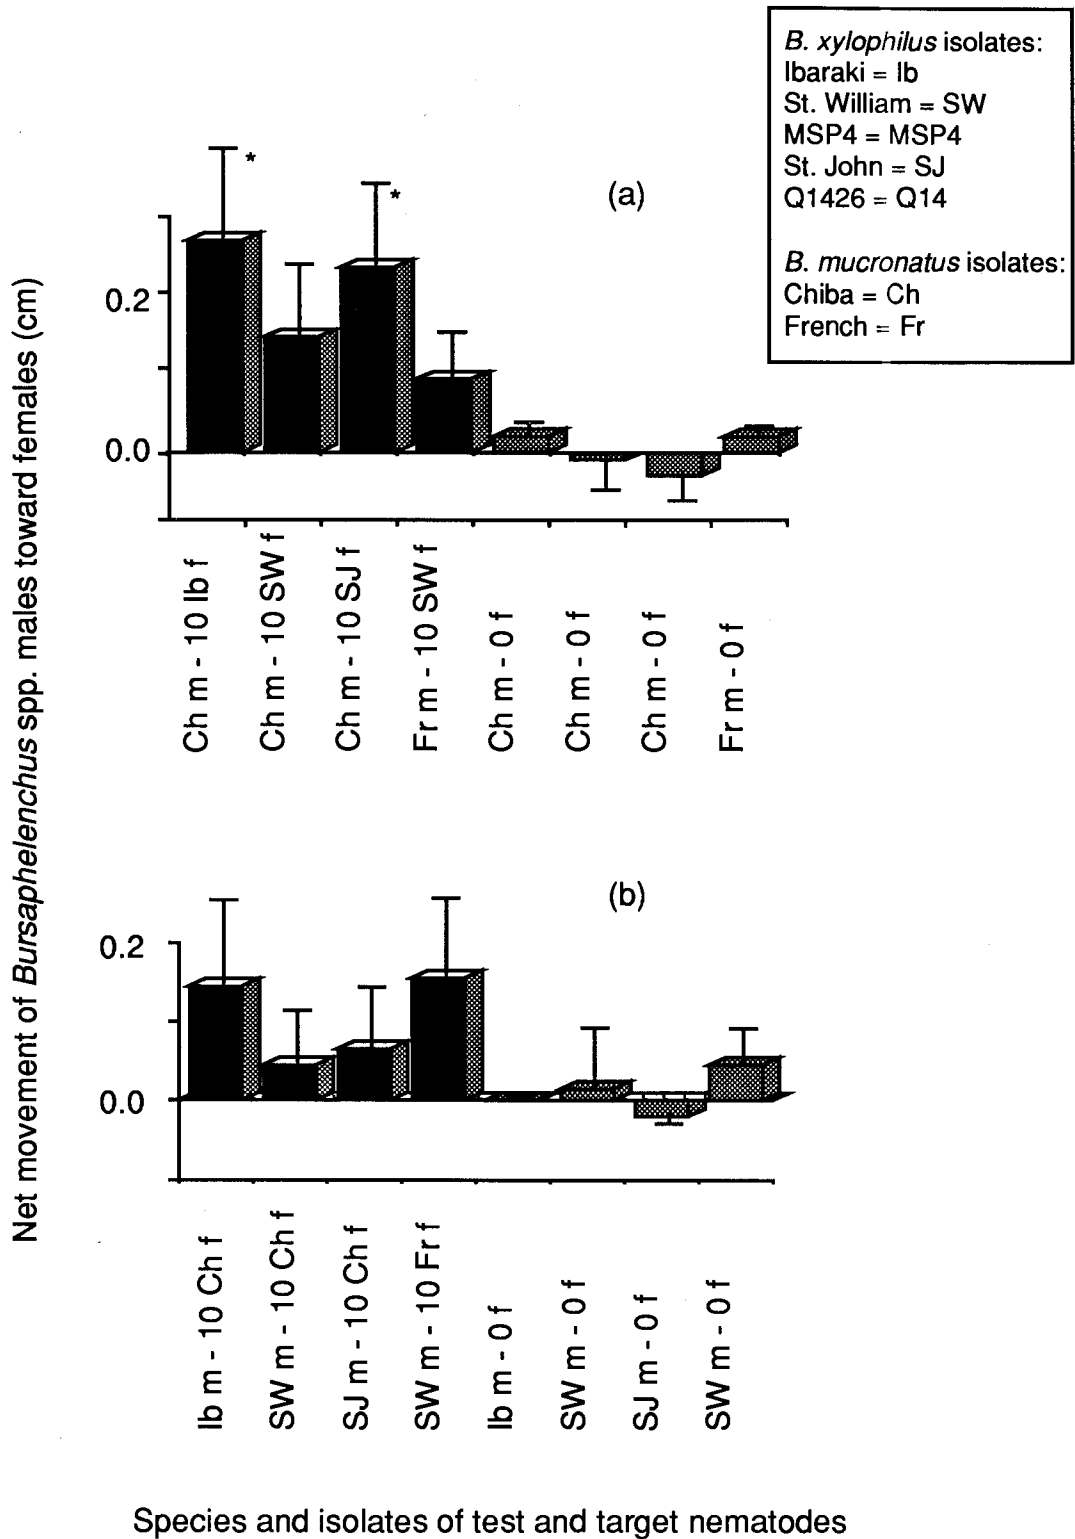 B. xylophilus isolates:
Ibaraki = Ib
St. William = SW
MSP4 = MSP4
St. John = SJ
Q1426 = Q14
B. mucronatus isolates:
Chiba = Ch
French = Fr
Net movement of Bursaphelenchus spp. males toward females (cm)
(a)
*
*
0.2
0.0
Ch m - 10 Ib f
Ch m - 10 SW f
Ch m - 10 SJ f
Fr m - 10 SW f
Ch m - 0 f
Ch m - 0 f
Ch m - 0 f
Fr m - 0 f
(b)
0.2
0.0
Ib m - 10 Ch f
SW m - 10 Ch f
SJ m - 10 Ch f
SW m - 10 Fr f
Ib m - 0 f
SW m - 0 f
SJ m - 0 f
SW m - 0 f
Species and isolates of test and target nematodes